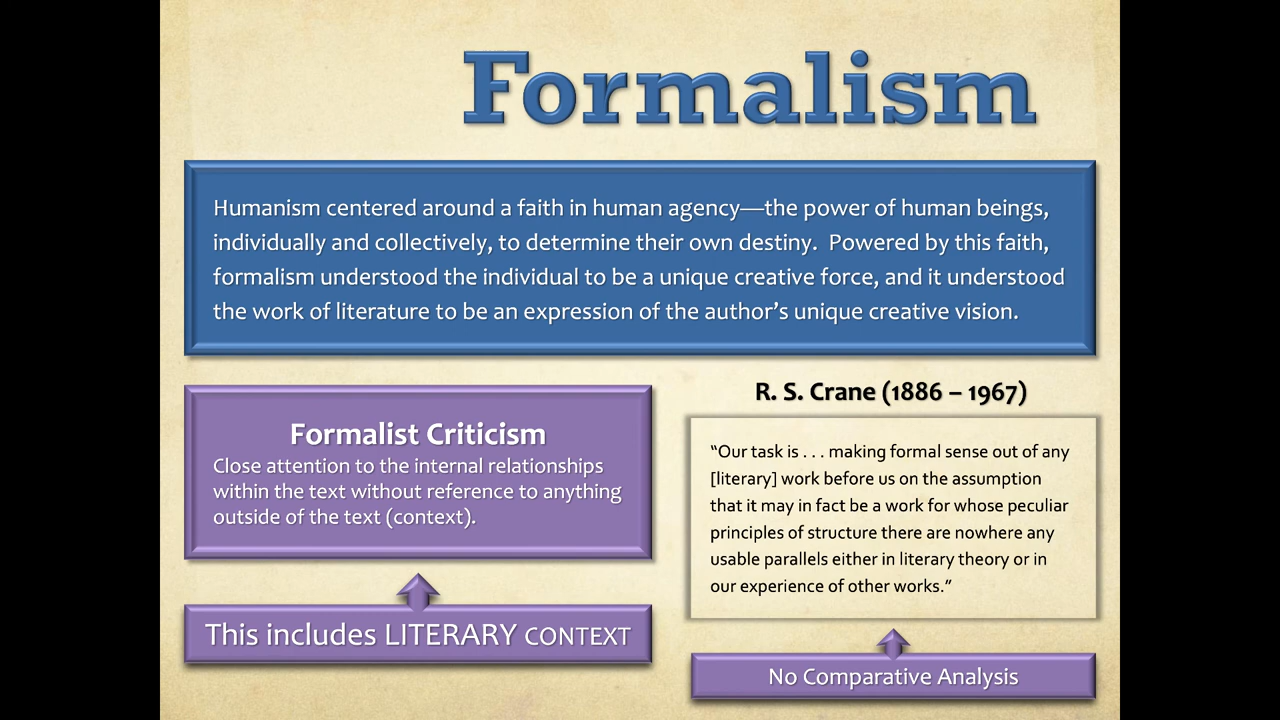 Formalism
Humanism centered around a faith in human agency—the power of human beings,
individually and collectively, to determine their own destiny.  Powered by this faith,
formalism understood the individual to be a unique creative force, and it understood
the work of literature to be an expression of the author’s unique creative vision.
Formalist Criticism
Close attention to the internal relationships
within the text without reference to anything
outside of the text (context).
This includes LITERARY CONTEXT
R. S. Crane (1886 – 1967)
“Our task is . . . making formal sense out of any
[literary] work before us on the assumption
that it may in fact be a work for whose peculiar
principles of structure there are nowhere any
usable parallels either in literary theory or in
our experience of other works.”
No Comparative Analysis